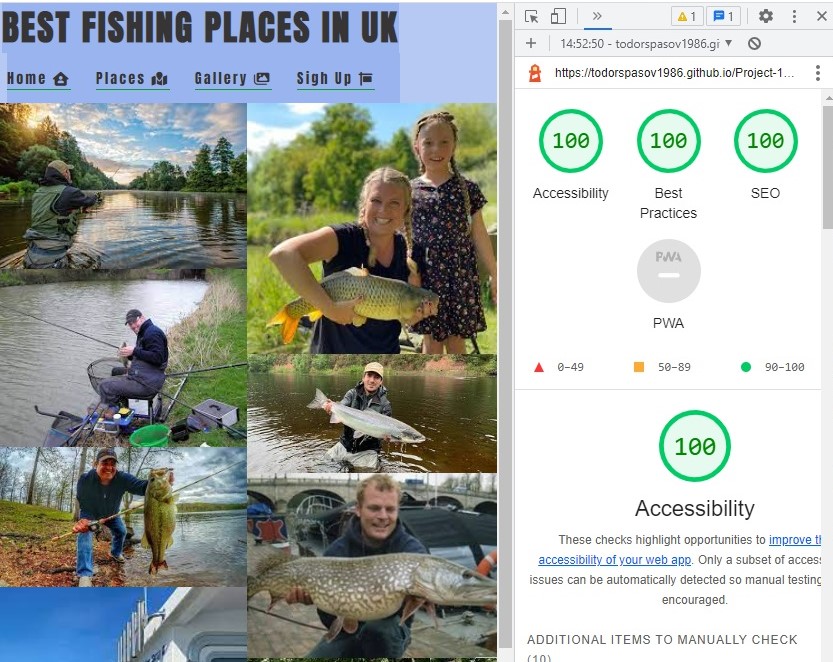 BEST FISHING PLACES IN UK
Home
Places
Gallery
Sigh Up
1
1
14:52:50 - todorspasov1986.gi
https://todorspasov1986.github.io/Project-1...
100
100
100
Accessibility
Best
Practices
SEO
PWA
PWA
0–49
50–89
90–100
100
Accessibility
These checks highlight opportunities to improve th
accessibility of your web app. Only a subset of acces
issues can be automatically detected so manual testing
encouraged.
ADDITIONAL ITEMS TO MANUALLY CHECK
(10)